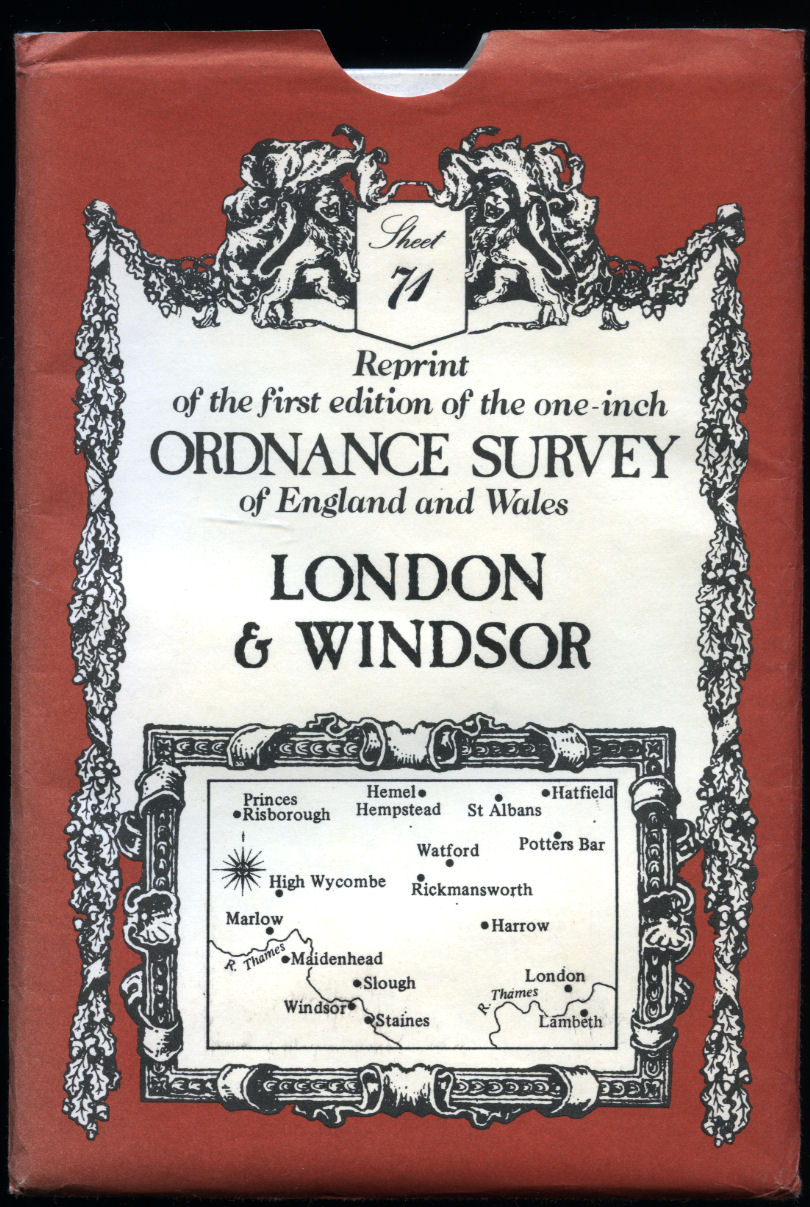 Sheet
71
Reprint
of the first edition of the one-inch
ORDNANCE SURVEY
of England and Wales
LONDON
& WINDSOR
Princes
Risborough
Hemel
Hempstead
St Albans
Hatfield
Watford
Potters Bar
High Wycombe
Rickmansworth
Marlow
Harrow
R. Thames
Maidenhead
Slough
London
R. Thames
Windsor
Staines
Lambeth